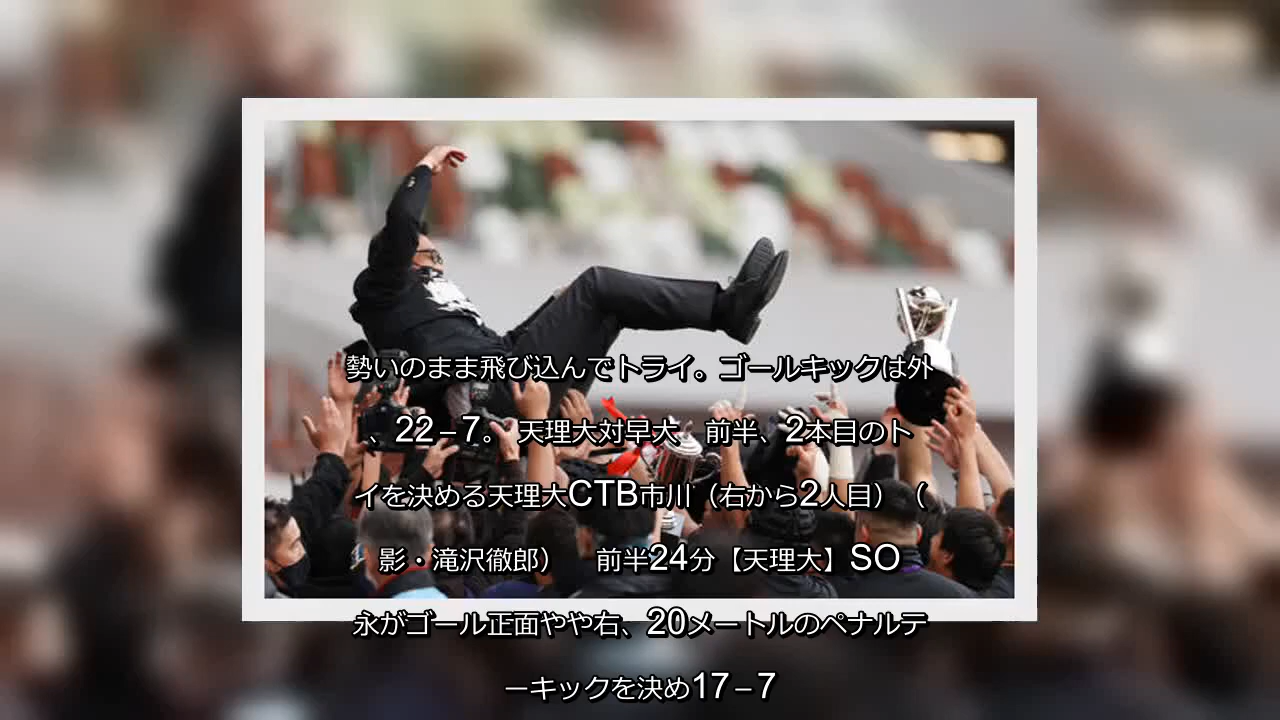 勢いのまま飛び込んでトライ。ゴールキックは外
、22–7。 天理大対早大 前半、2本目のト
イを決める天理大CTB市川（右から2人目）（
影・滝沢徹郎） 前半24分【天理大】SO
永がゴール正面やや右、20メートルのペナルテ
ーキックを決め17–7